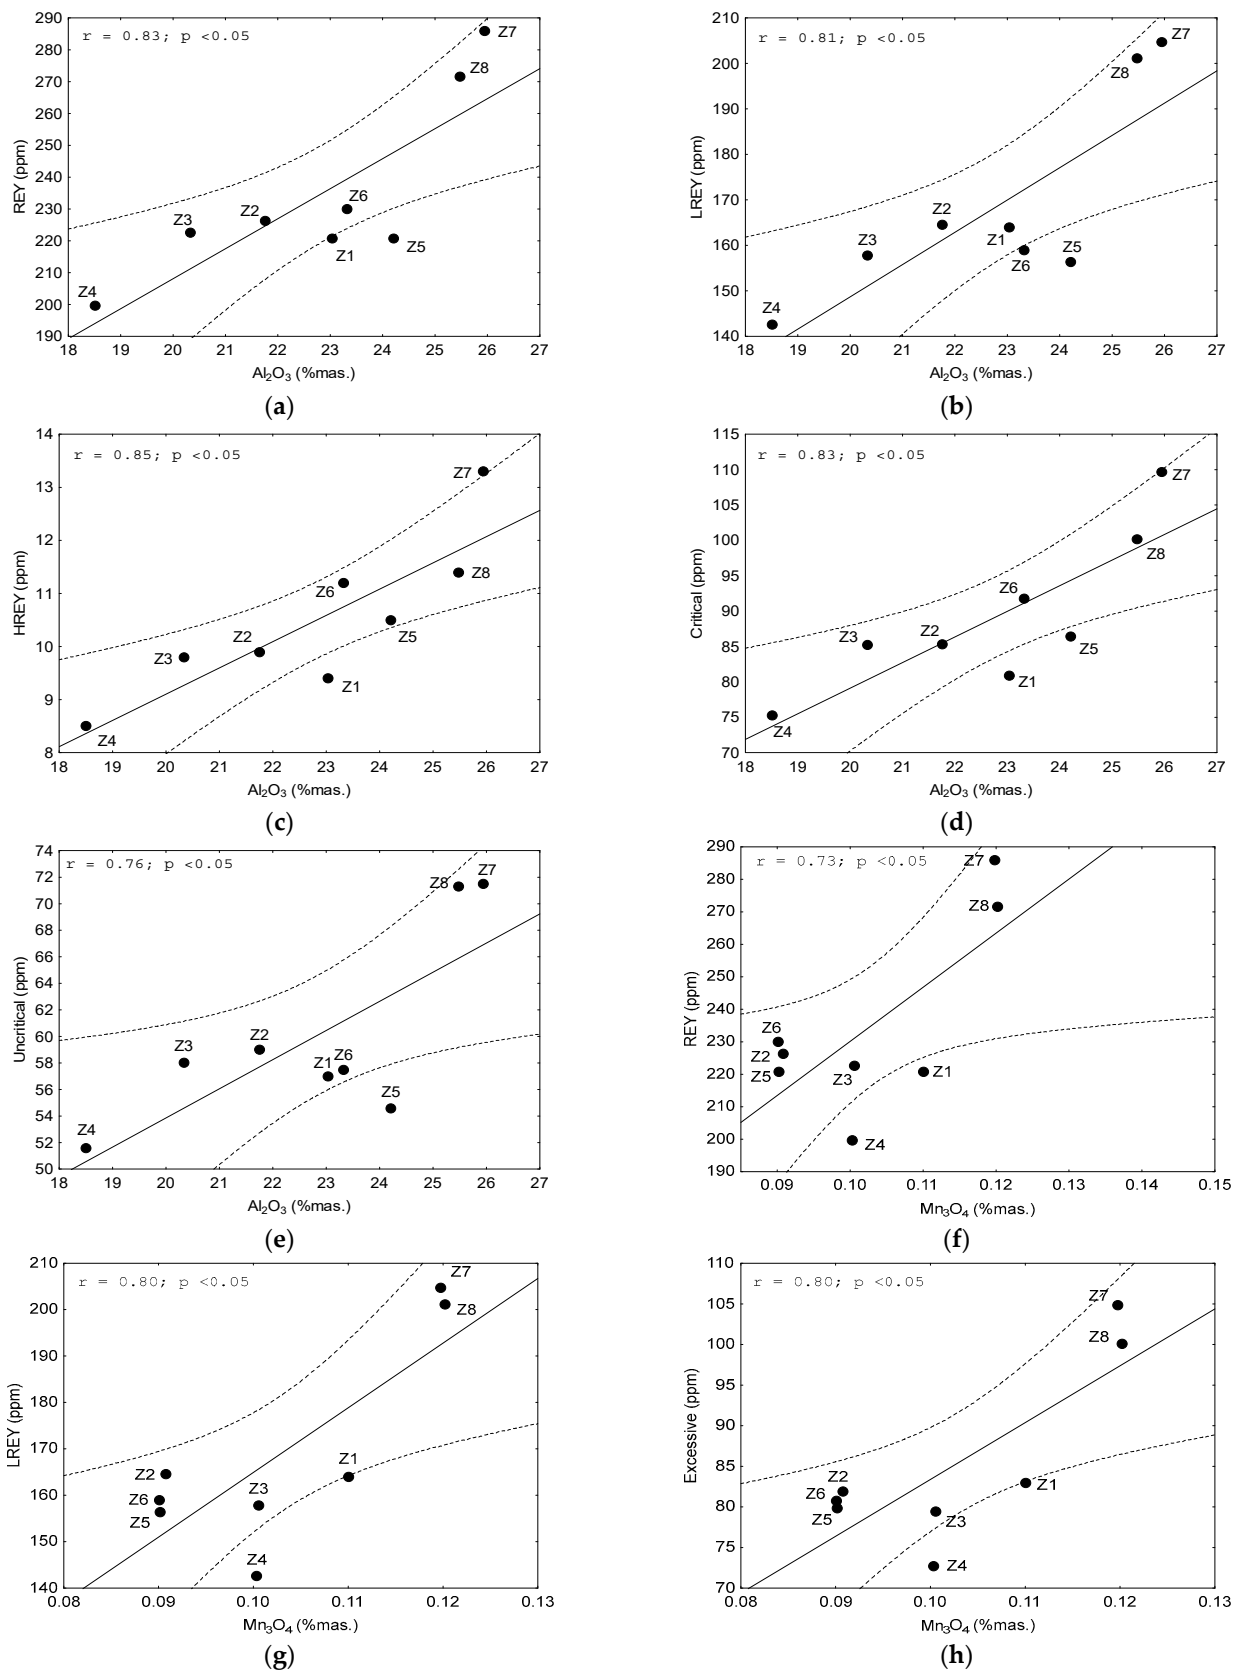 r = 0.83; p <0.05
REY (ppm)
290
280
270
260
250
240
230
220
210
200
190
Z7
Z8
Z6
Z2
Z3
Z1
Z5
Z4
18 19 20 21 22 23 24 25 26 27
Al₂O₃ (%mas.)
(a)
r = 0.81; p <0.05
LREY (ppm)
210
200
190
180
170
160
150
140
Z7
Z8
Z2
Z1
Z3
Z6
Z5
Z4
18 19 20 21 22 23 24 25 26 27
Al₂O₃ (%mas.)
(b)
r = 0.85; p <0.05
HREY (ppm)
14
13
12
11
10
9
8
Z7
Z8
Z6
Z5
Z2
Z3
Z1
Z4
18 19 20 21 22 23 24 25 26 27
Al₂O₃ (%mas.)
(c)
r = 0.83; p <0.05
Critical (ppm)
115
110
105
100
95
90
85
80
75
70
Z7
Z8
Z6
Z3
Z2
Z5
Z1
Z4
18 19 20 21 22 23 24 25 26 27
Al₂O₃ (%mas.)
(d)
r = 0.76; p <0.05
Uncritical (ppm)
74
72
70
68
66
64
62
60
58
56
54
52
50
Z8 Z7
Z2
Z3
Z1 Z6
Z5
Z4
18 19 20 21 22 23 24 25 26 27
Al₂O₃ (%mas.)
(e)
r = 0.73; p <0.05
REY (ppm)
290
280
270
260
250
240
230
220
210
200
190
Z7
Z8
Z6
Z2
Z5
Z3
Z1
Z4
0.09 0.10 0.11 0.12 0.13 0.14 0.15
Mn₃O₄ (%mas.)
(f)
r = 0.80; p <0.05
LREY (ppm)
210
200
190
180
170
160
150
140
Z7
Z8
Z1
Z2
Z6
Z5
Z3
Z4
0.08 0.09 0.10 0.11 0.12 0.13
Mn₃O₄ (%mas.)
(g)
r = 0.80; p <0.05
Excessive (ppm)
110
105
100
95
90
85
80
75
70
Z7
Z8
Z2
Z6
Z5
Z1
Z3
Z4
0.08 0.09 0.10 0.11 0.12 0.13
Mn₃O₄ (%mas.)
(h)